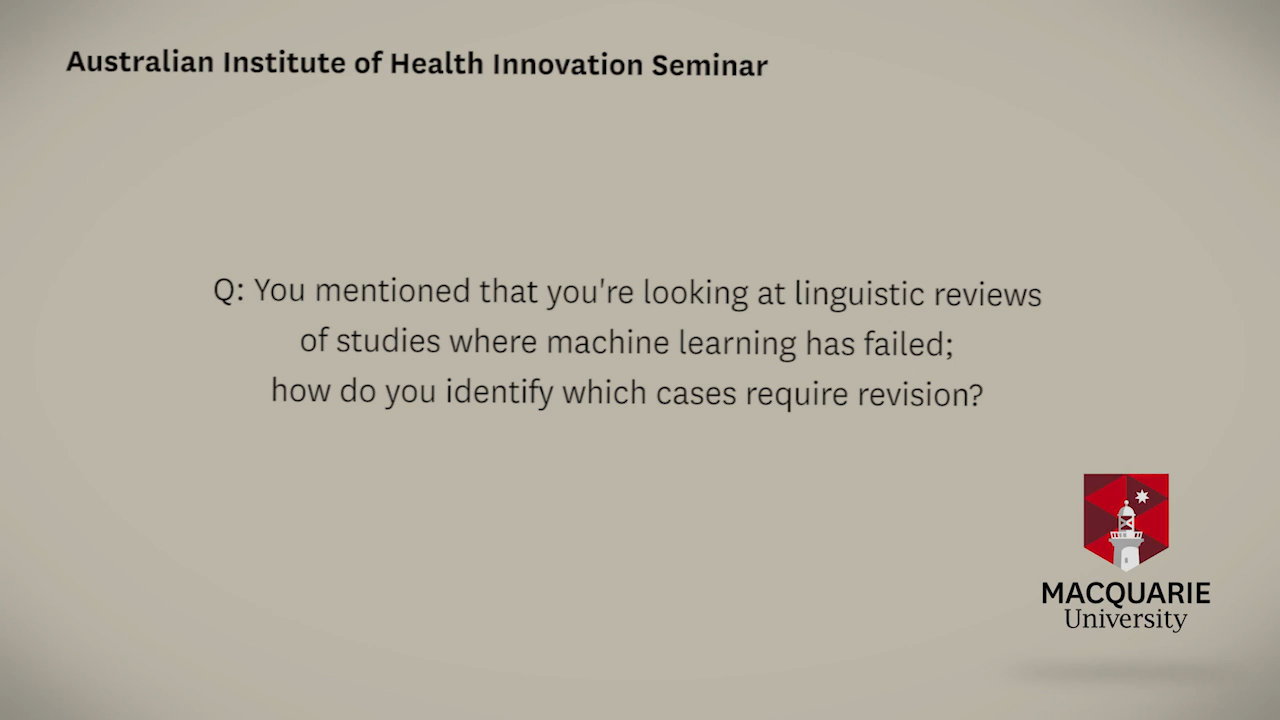 Australian Institute of Health Innovation Seminar
Q: You mentioned that you're looking at linguistic reviews
of studies where machine learning has failed;
how do you identify which cases require revision?
MACQUARIE
University